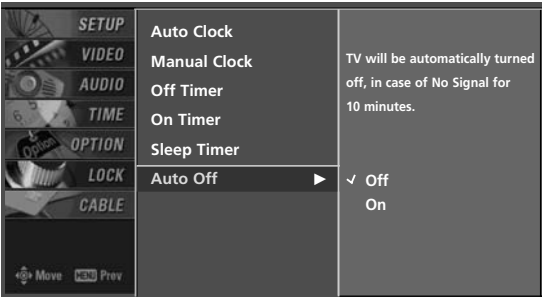 SETUP
VIDEO
AUDIO
TIME
OPTION
LOCK
CABLE
Move MENU Prev
Auto Clock
Manual Clock
Off Timer
On Timer
Sleep Timer
Auto Off ►
TV will be automatically turned
off, in case of No Signal for
10 minutes.
✓ Off
On